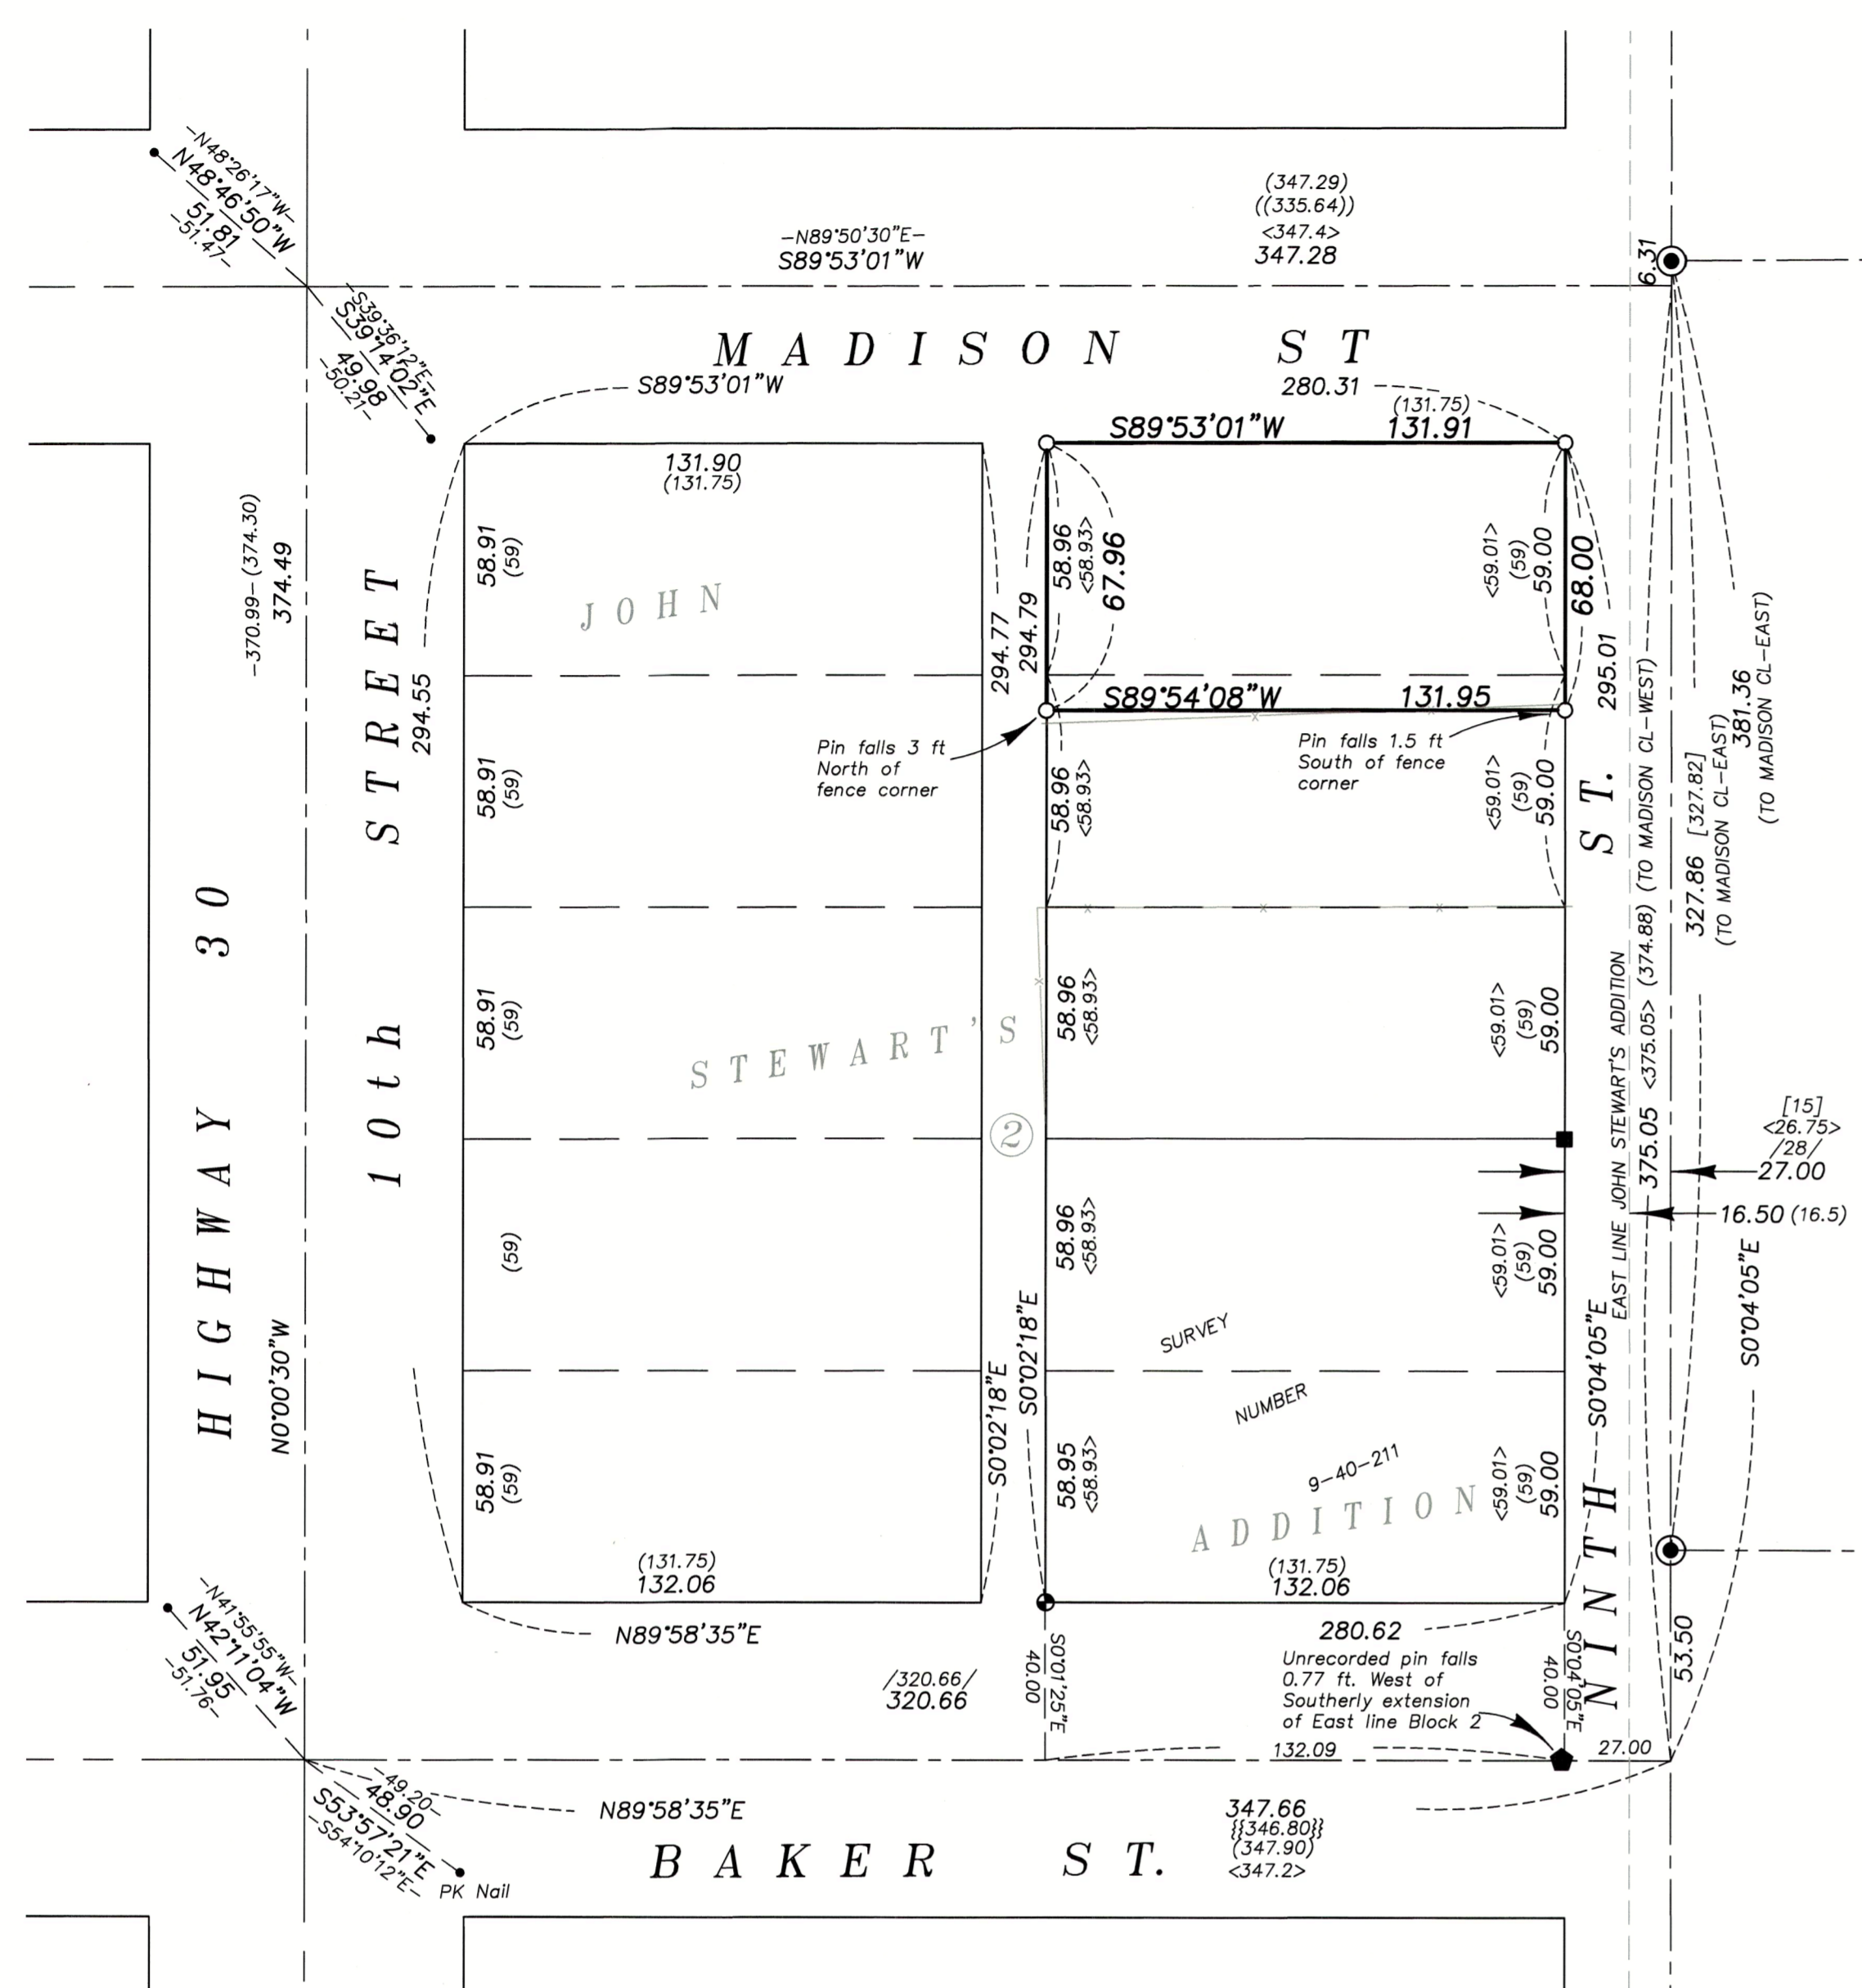 –N48°26'17"W–
N48°46'50"W
51.81
–51.47–
–S39°36'12"E–
S39°14'02"E
49.98
–50.21–
–N89°50'30"E–
S89°53'01"W
(347.29)
((335.64))
<347.4>
347.28
6.31
MADISON ST
S89°53'01"W
280.31
(131.75)
S89°53'01"W
131.91
131.90
(131.75)
–370.99– (374.30)
374.49
HIGHWAY 30
N0°00'30"W
10th STREET
294.55
58.91
(59)
58.91
(59)
58.91
(59)
(59)
58.91
(59)
JOHN
STEWART'S
ADDITION
2
294.77
294.79
58.96
<58.93>
67.96
<59.01>
(59)
59.00
68.00
295.01
S89°54'08"W
131.95
Pin falls 3 ft
North of
fence corner
Pin falls 1.5 ft
South of fence
corner
58.96
<58.93>
<59.01>
(59)
59.00
58.96
<58.93>
<59.01>
(59)
59.00
58.96
<58.93>
<59.01>
(59)
59.00
58.95
<58.93>
<59.01>
(59)
59.00
S0°02'18"E
S0°02'18"E
SURVEY
NUMBER
9–40–211
S0°04'05"E
NINTH ST.
EAST LINE JOHN STEWART'S ADDITION
375.05 <375.05> (374.88) (TO MADISON CL–WEST)
327.86 [327.82]
(TO MADISON CL–EAST)
381.36
(TO MADISON CL–EAST)
[15]
<26.75>
/28/
27.00
16.50 (16.5)
S0°04'05"E
(131.75)
132.06
(131.75)
132.06
N89°58'35"E
280.62
/320.66/
320.66
S0°01'25"E
40.00
Unrecorded pin falls
0.77 ft. West of
Southerly extension
of East line Block 2
S0°04'05"E
40.00
53.50
132.09
27.00
–N41°55'55"W–
N42°11'04"W
51.95
–51.76–
–49.20–
48.90
S53°57'21"E
–S54°10'12"E–
PK Nail
N89°58'35"E
347.66
{{346.80}}
(347.90)
<347.2>
BAKER ST.